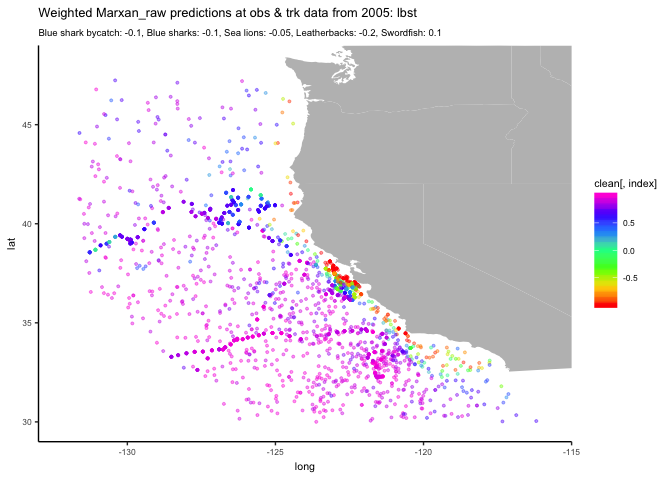 Weighted Marxan_raw predictions at obs & trk data from 2005: lbst
Blue shark bycatch: -0.1, Blue sharks: -0.1, Sea lions: -0.05, Leatherbacks: -0.2, Swordfish: 0.1
45
40
35
30
lat
-130
-125
-120
-115
long
clean[, index]
0.5
0.0
-0.5